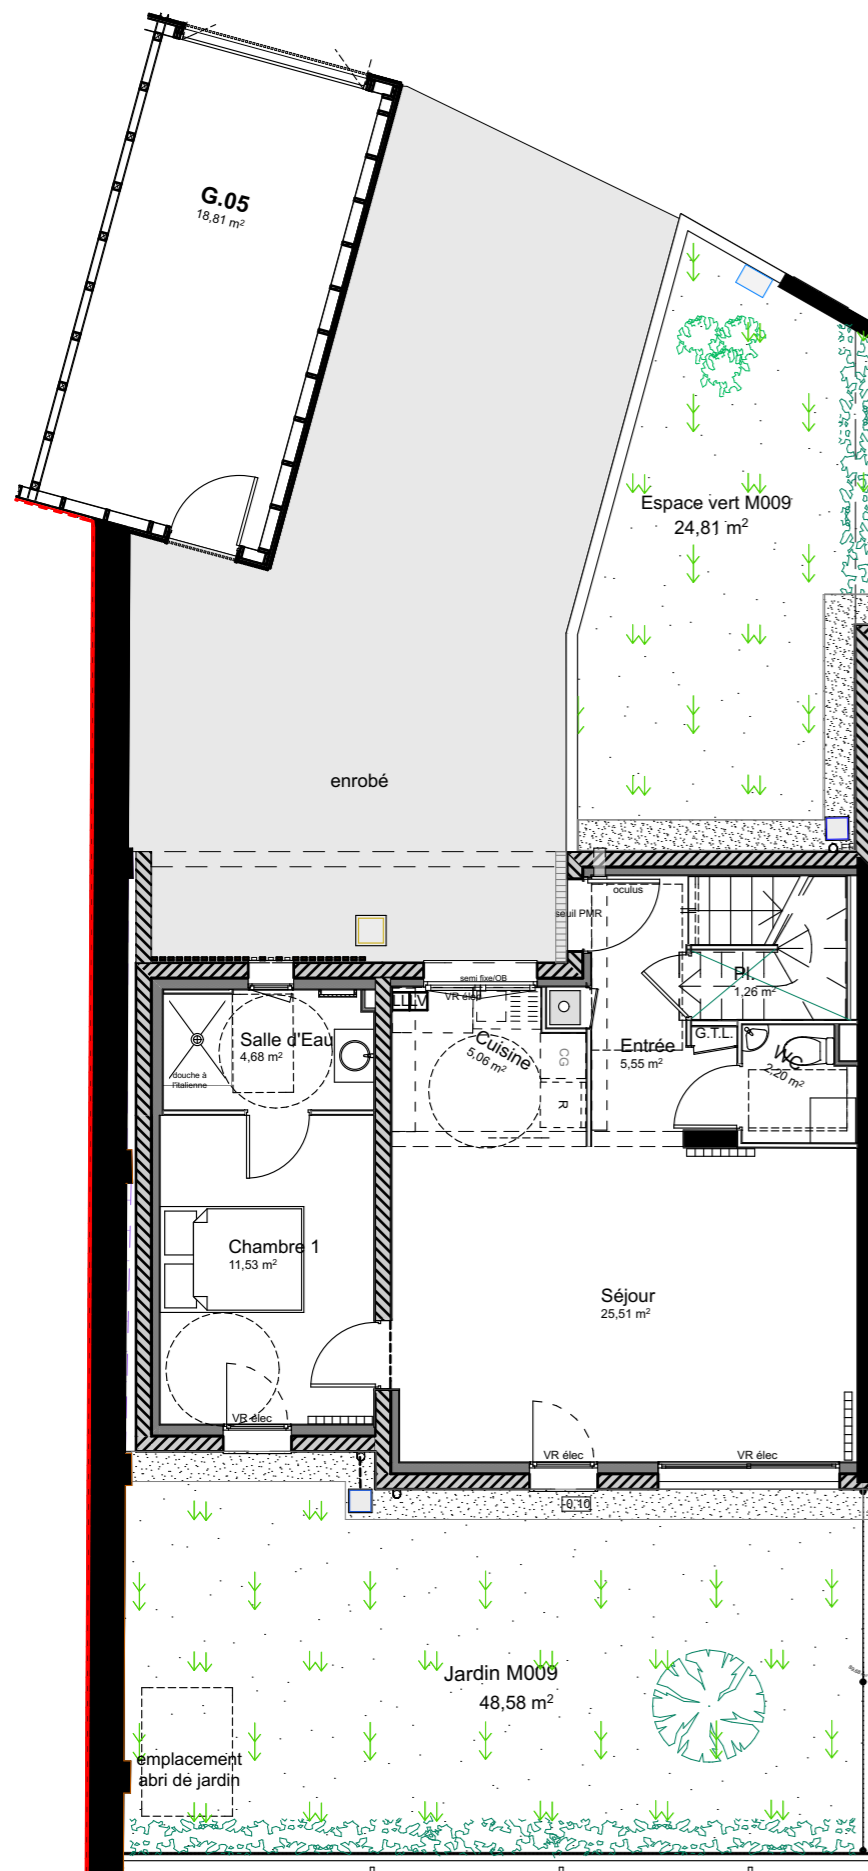 G.05
18,81 m²
Espace vert M009
24,81 m²
enrobé
oculus
seuil PMR
semi fixe/OB
VR élec
LL LV
Pl.
1,26 m²
G.T.L.
Salle d'Eau
4,68 m²
douche à
l'italienne
Cuisine
5,06 m²
CG
R
Entrée
5,55 m²
WC
2,20 m²
Chambre 1
11,53 m²
Séjour
25,51 m²
VR élec
VR élec
VR élec
-0,10
Jardin M009
48,58 m²
emplacement
abri de jardin